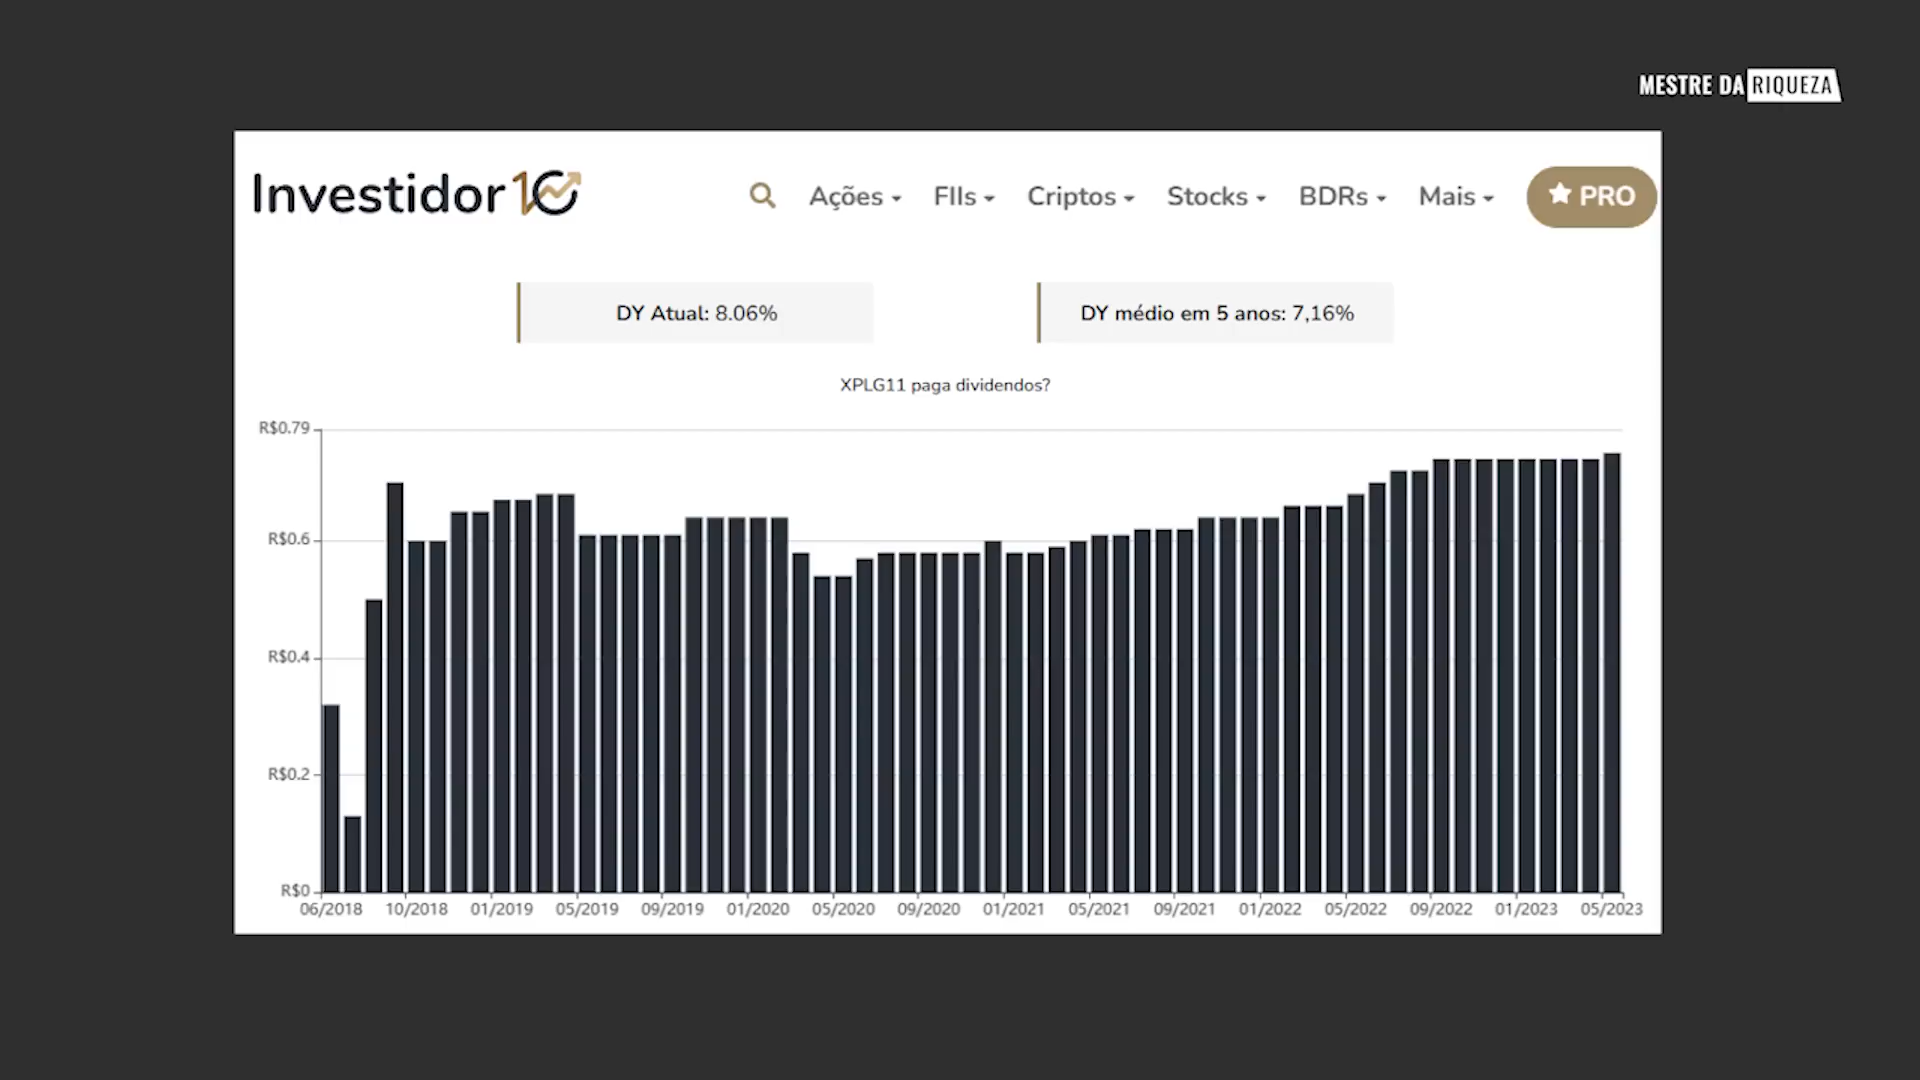 MESTRE DA RIQUEZA
Investidor 10
Ações FIIs Criptos Stocks BDRs Mais PRO
DY Atual: 8.06% DY médio em 5 anos: 7,16%
XPLG11 paga dividendos?
R$0.79
R$0.6
R$0.4
R$0.2
R$0
06/2018 10/2018 01/2019 05/2019 09/2019 01/2020 05/2020 09/2020 01/2021 05/2021 09/2021 01/2022 05/2022 09/2022 01/2023 05/2023